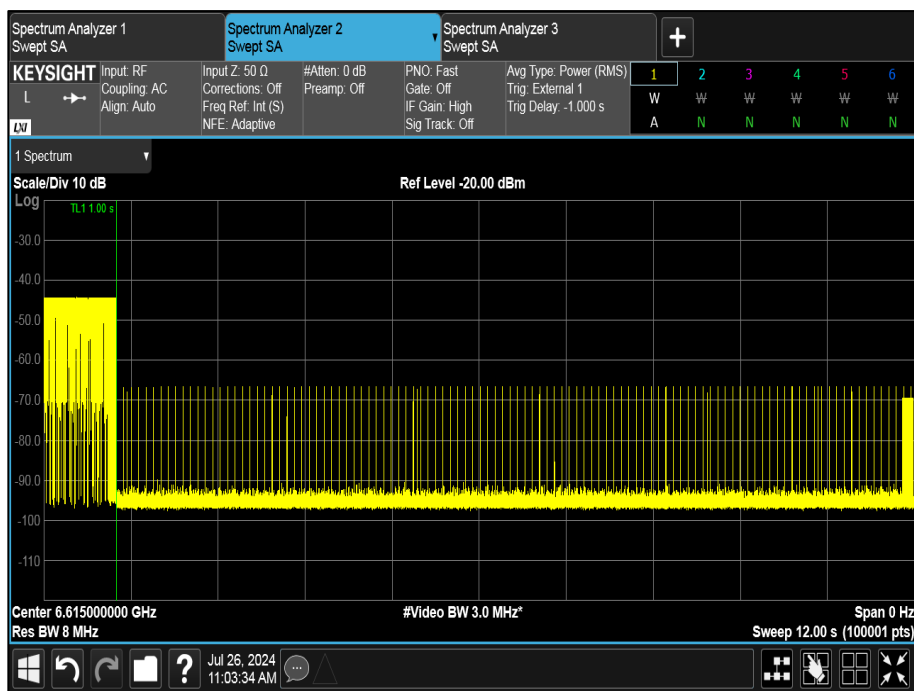 Spectrum Analyzer 1
Swept SA
Spectrum Analyzer 2
Swept SA
Spectrum Analyzer 3
Swept SA
+
KEYSIGHT
L
LXI
Input: RF
Coupling: AC
Align: Auto
Input Z: 50 Ω
Corrections: Off
Freq Ref: Int (S)
NFE: Adaptive
#Atten: 0 dB
Preamp: Off
PNO: Fast
Gate: Off
IF Gain: High
Sig Track: Off
Avg Type: Power (RMS)
Trig: External 1
Trig Delay: -1.000 s
1 2 3 4 5 6
W W W W W W
A N N N N N
1 Spectrum
Scale/Div 10 dB
Ref Level -20.00 dBm
Log
TL1 1.00 s
-30.0
-40.0
-50.0
-60.0
-70.0
-80.0
-90.0
-100
-110
Center 6.615000000 GHz
#Video BW 3.0 MHz*
Span 0 Hz
Res BW 8 MHz
Sweep 12.00 s (100001 pts)
?
Jul 26, 2024
11:03:34 AM